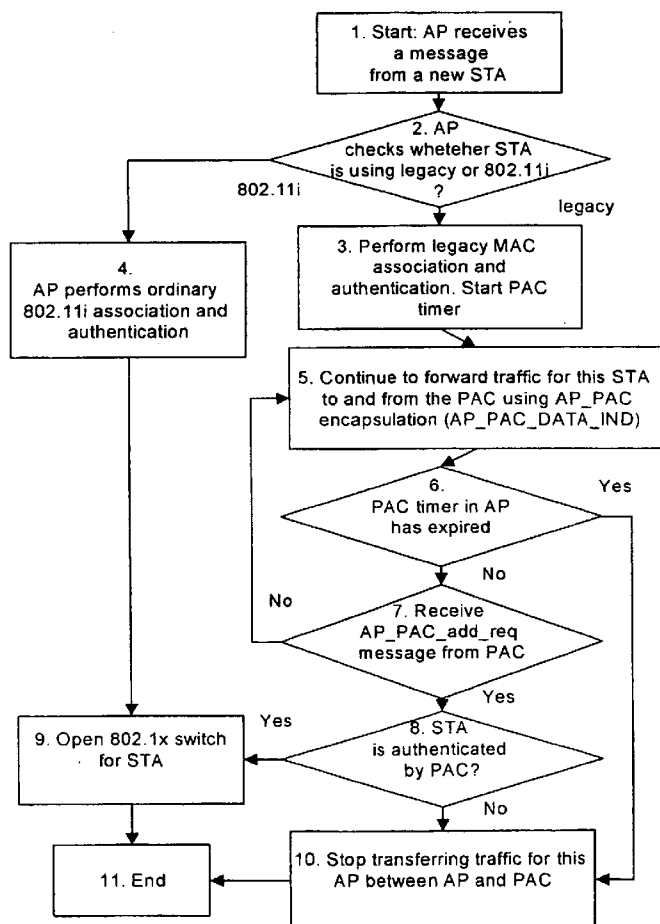 1. Start: AP receives
a message
from a new STA
2. AP
checks wheteher STA
is using legacy or 802.11i
?
802.11i
legacy
3. Perform legacy MAC
association and
authentication. Start PAC
timer
4.
AP performs ordinary
802.11i association and
authentication
5. Continue to forward traffic for this STA
to and from the PAC using AP_PAC
encapsulation (AP_PAC_DATA_IND)
6.
PAC timer in AP
has expired
Yes
No
No
7. Receive
AP_PAC_add_req
message from PAC
Yes
Yes
8. STA
is authenticated
by PAC?
9. Open 802.1x switch
for STA
No
10. Stop transferring traffic for this
AP between AP and PAC
11. End